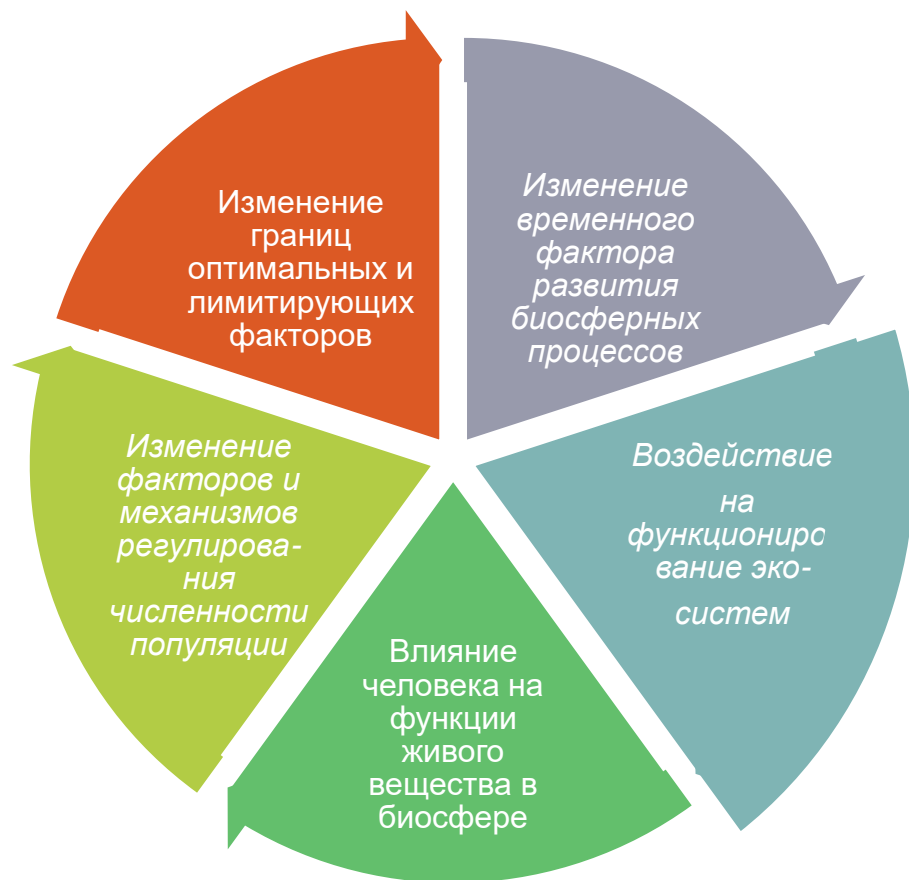 Изменение
границ
оптимальных и
лимитирующих
факторов
Изменение
временного
фактора
развития
биосферных
процессов
Воздействие
на
функциониро
вание эко-
систем
Влияние
человека на
функции
живого
вещества в
биосфере
Изменение
факторов и
механизмов
регулирова-
ния
численности
популяции